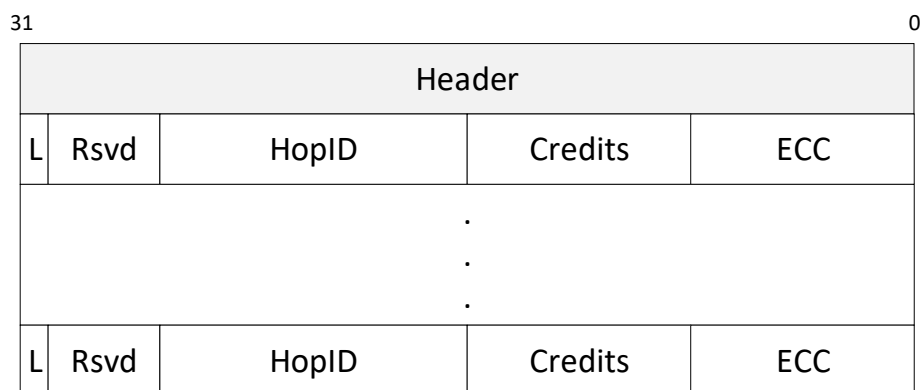 31 0
Header
L Rsvd HopID Credits ECC
.
.
.
L Rsvd HopID Credits ECC